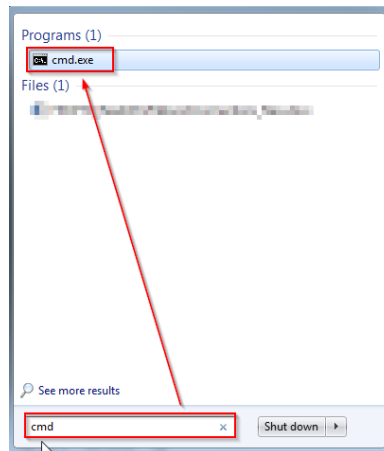 Programs (1)
cmd.exe
Files (1)
See more results
cmd
Shut down